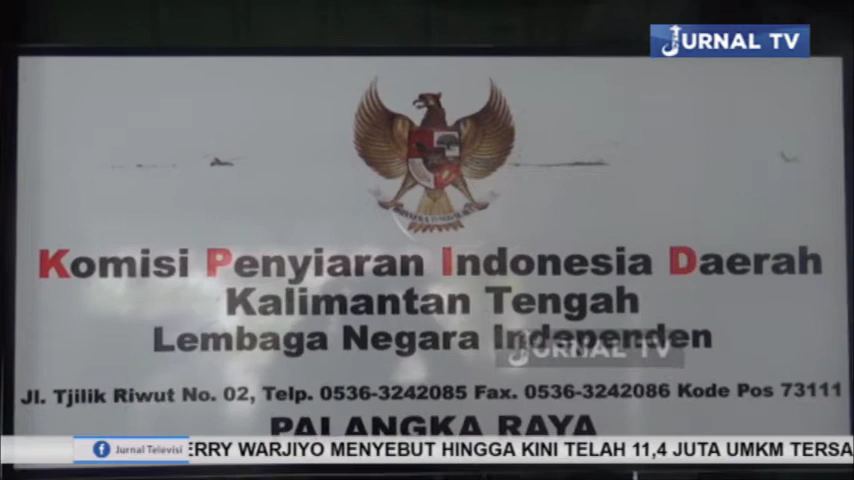 JURNAL TV
Komisi Penyiaran Indonesia Daerah
Kalimantan Tengah
Lembaga Negara Independen
JURNAL TV
Jl. Tjilik Riwut No. 02, Telp. 0536-3242085 Fax. 0536-3242086 Kode Pos 73111
PALANGKA RAYA
Jurnal Televisi ERRY WARJIYO MENYEBUT HINGGA KINI TELAH 11,4 JUTA UMKM TERSA